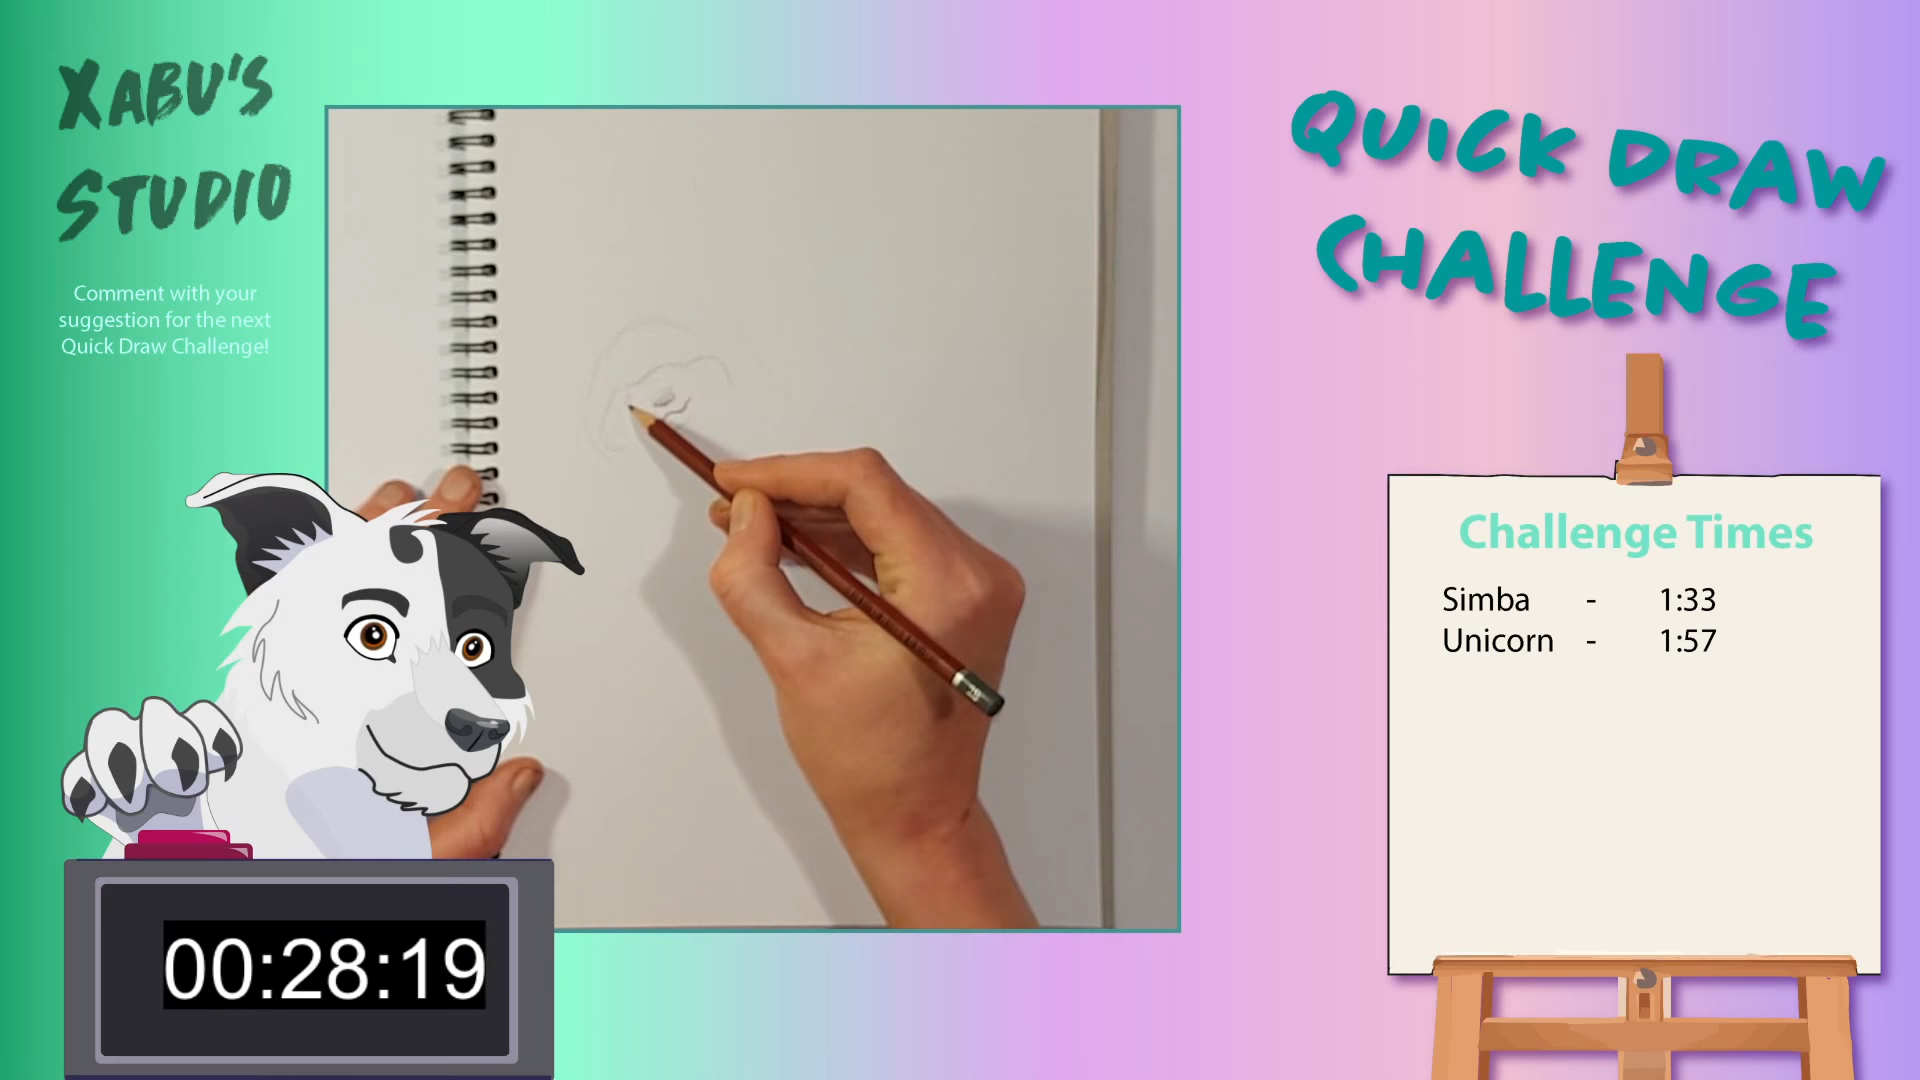 XABU'S
STUDIO
Comment with your
suggestion for the next
Quick Draw Challenge!
QUICK DRAW
CHALLENGE
Challenge Times
Simba - 1:33
Unicorn - 1:57
00:28:19